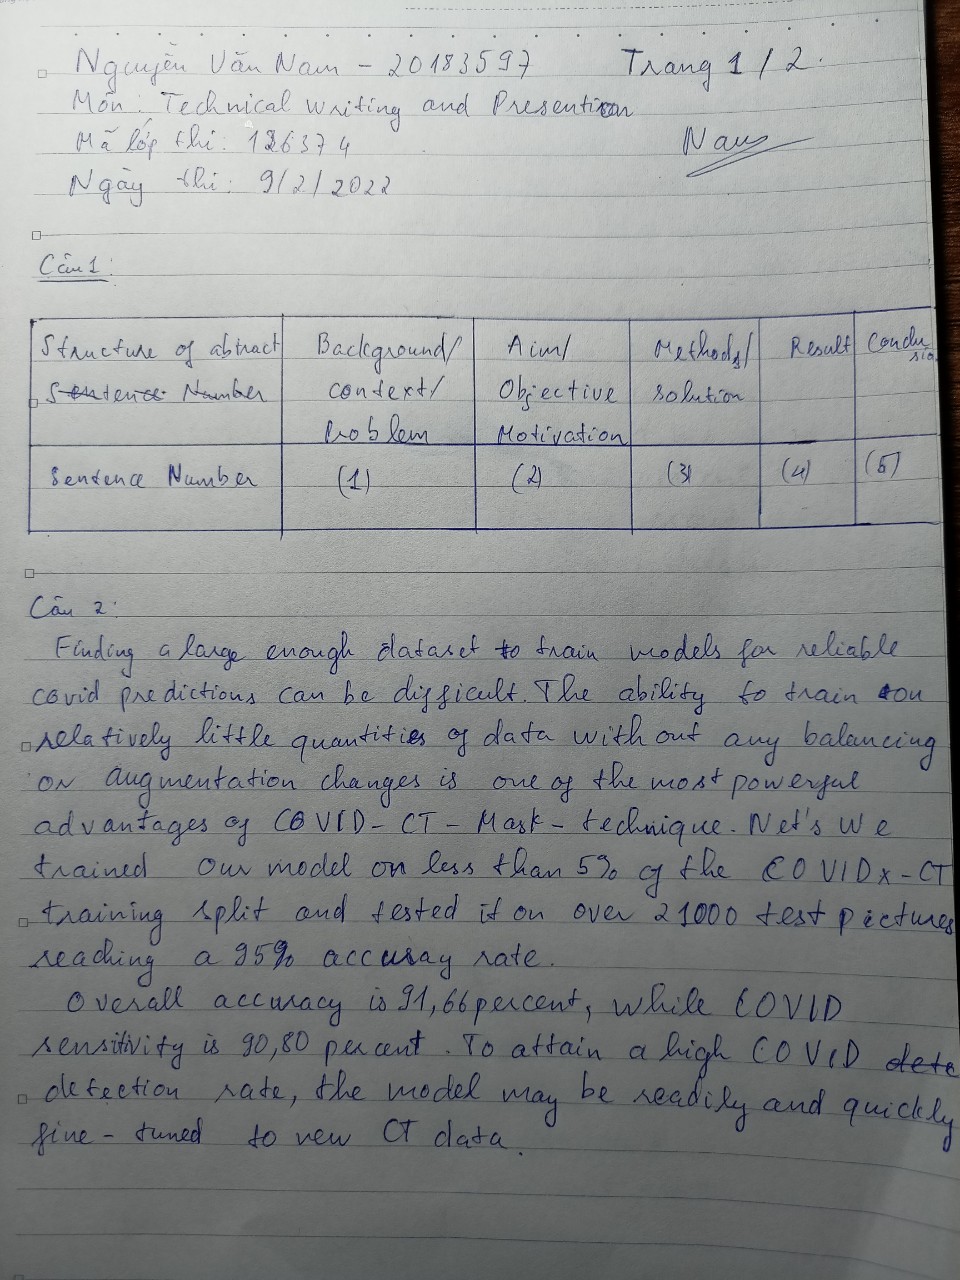 Nguyễn Văn Nam - 20183597 Trang 1 / 2.
Môn : Technical writing and Presention
Mã lớp thi : 126374
Nam
Ngày thi : 9/2/2022
Câu 1 :
Structure of abtract Background/ Aim/ Methods/ Result Conclu
Sentence Number context/ Objective solution sion
Problem Motivation
Sentence Number (1) (2) (3) (4) (5)
Câu 2 :
Finding a large enough dataset to train models for reliable
covid predictions can be difficult. The ability to train on
relatively little quantities of data without any balancing
or augmentation changes is one of the most powerful
advantages of COVID-CT-Mask-technique. Net's We
trained our model on less than 5% of the COVIDx-CT
training split and tested it on over 21000 test pictures
reaching a 95% accuray rate.
Overall accuracy is 91,66 percent, while COVID
sensitivity is 90,80 percent. To attain a high COVID dete
detection rate, the model may be readily and quickly
fine - tuned to new CT data.